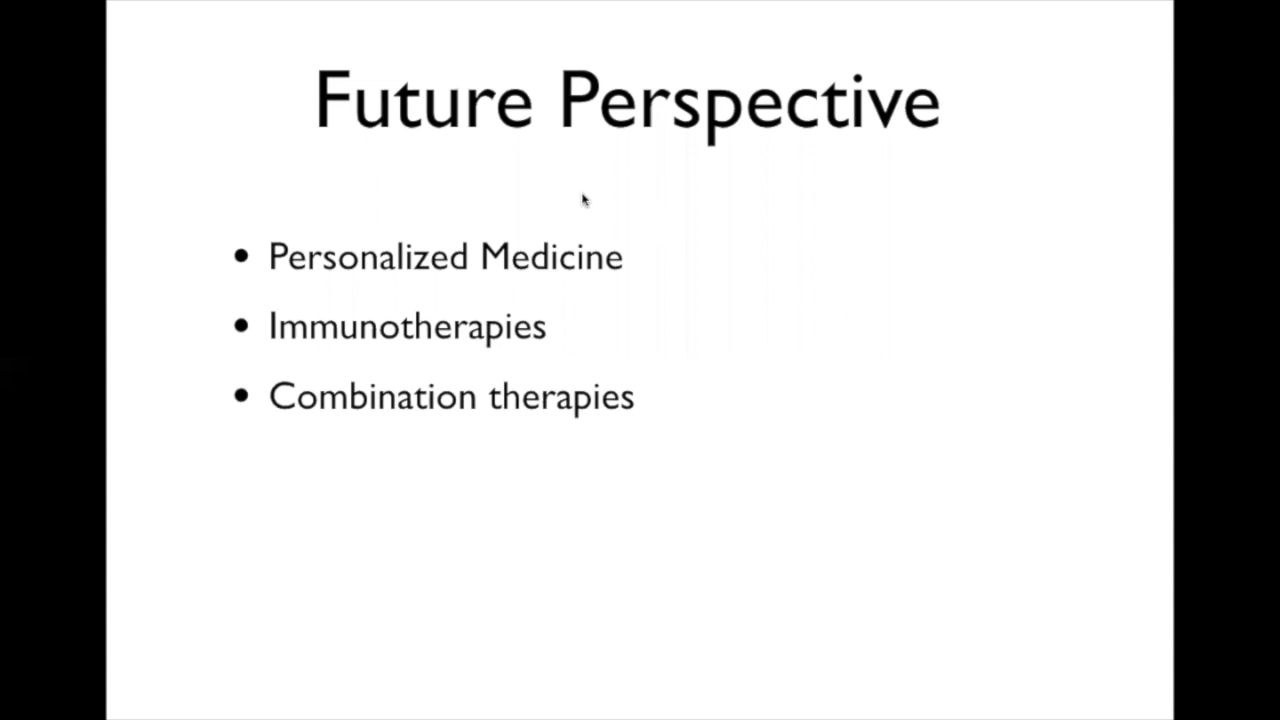 Future Perspective
• Personalized Medicine
• Immunotherapies
• Combination therapies